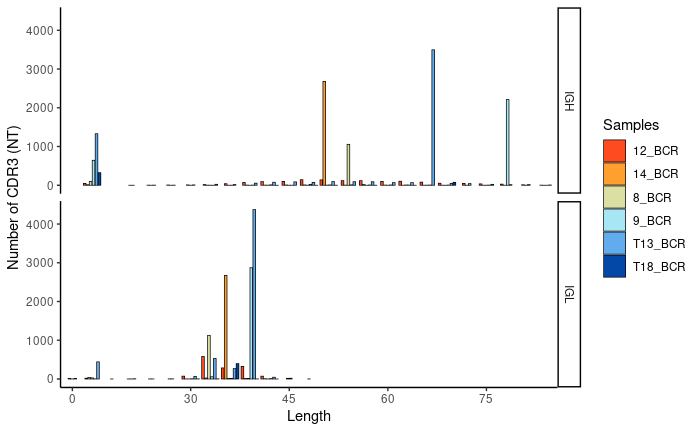 Number of CDR3 (NT)
4000
3000
2000
1000
0
IGH
4000
3000
2000
1000
0
IGL
0 30 45 60 75
Length
Samples
12_BCR
14_BCR
8_BCR
9_BCR
T13_BCR
T18_BCR